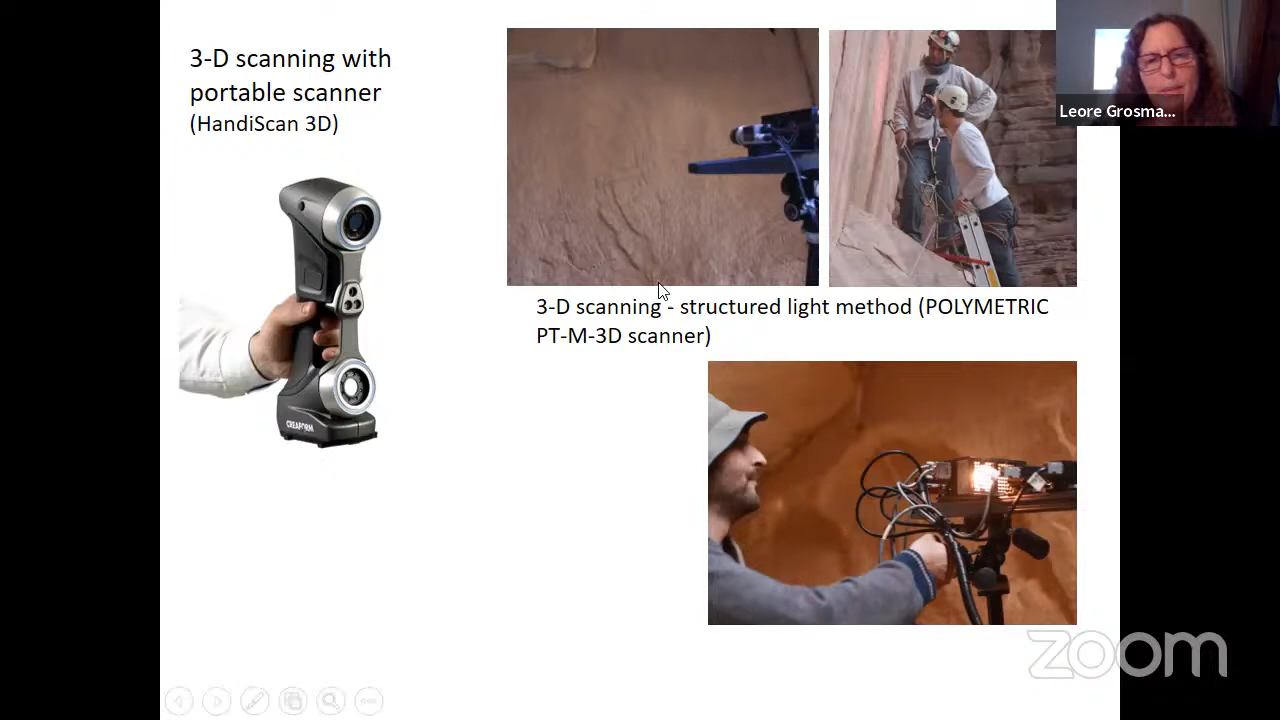 3-D scanning with
portable scanner
(HandiScan 3D)
CREAFORM
3-D scanning - structured light method (POLYMETRIC
PT-M-3D scanner)
Leore Grosma...
zoom